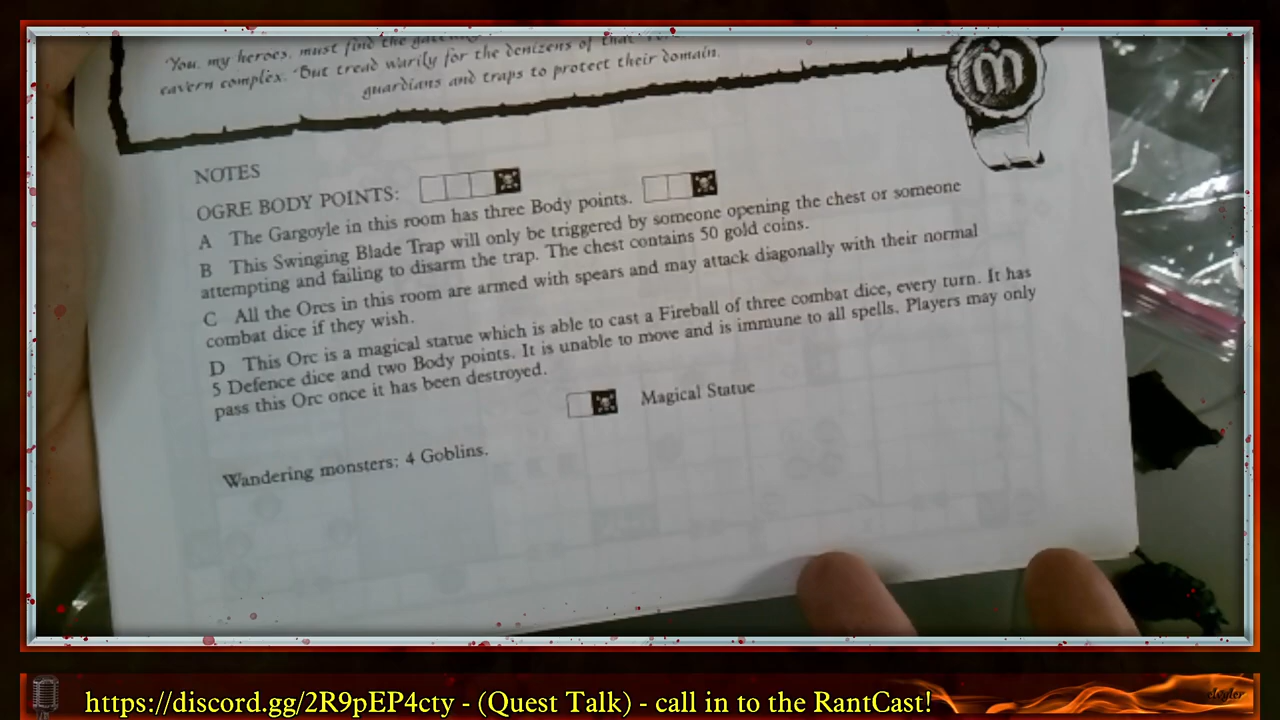 You, my heroes, must find the
cavern complex. But tread warily for the denizens of that
guardians and traps to protect their domain.
NOTES
OGRE BODY POINTS:
A The Gargoyle in this room has three Body points.
B This Swinging Blade Trap will only be triggered by someone opening the chest or someone
attempting and failing to disarm the trap. The chest contains 50 gold coins.
C All the Orcs in this room are armed with spears and may attack diagonally with their normal
combat dice if they wish.
D This Orc is a magical statue which is able to cast a Fireball of three combat dice, every turn. It has
5 Defence dice and two Body points. It is unable to move and is immune to all spells. Players may only
pass this Orc once it has been destroyed.
Magical Statue
Wandering monsters: 4 Goblins.
https://discord.gg/2R9pEP4cty - (Quest Talk) - call in to the RantCast!